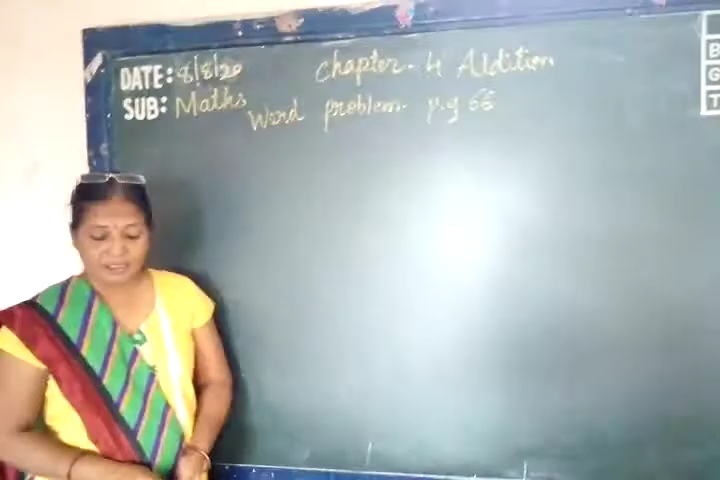 DATE: 8/8/20 Chapter - 4 Addition
SUB: Maths
Word problem p.g 66
B
G
T